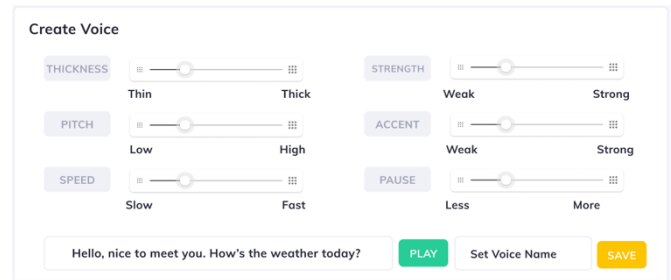 Create Voice
THICKNESS
Thin Thick
STRENGTH
Weak Strong
PITCH
Low High
ACCENT
Weak Strong
SPEED
Slow Fast
PAUSE
Less More
Hello, nice to meet you. How's the weather today? PLAY Set Voice Name SAVE